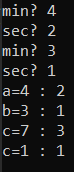 min? 4
sec? 2
min? 3
sec? 1
a=4 : 2
b=3 : 1
c=7 : 3
c=1 : 1